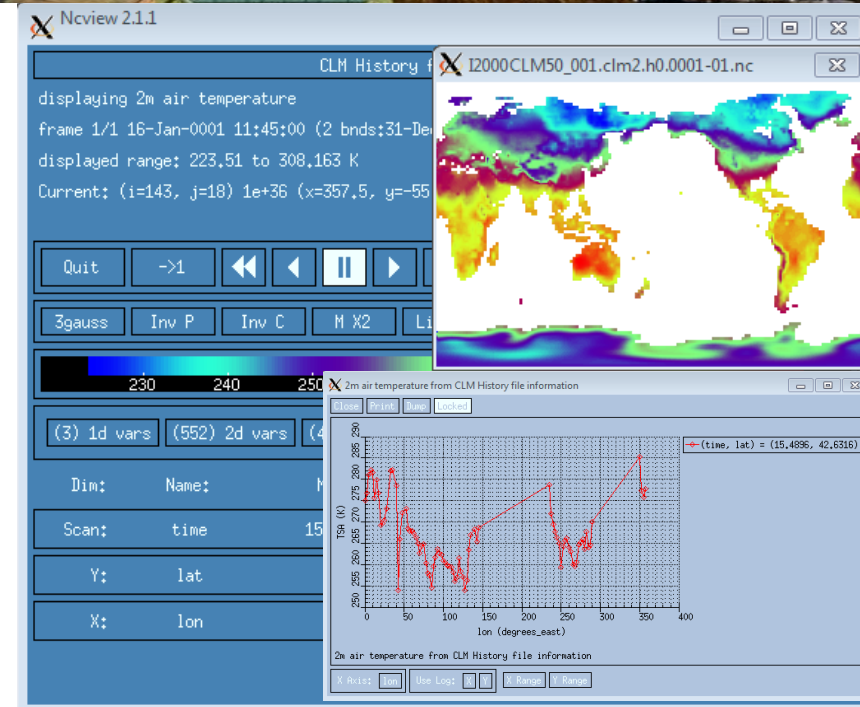 Ncview 2.1.1
CLM History f
displaying 2m air temperature
frame 1/1 16-Jan-0001 11:45:00 (2 bnds:31-De
displayed range: 223.51 to 308.163 K
Current: (i=143, j=18) 1e+36 (x=357.5, y=-55
Quit ->1
3gauss Inv P Inv C M X2 Li
230 240 250
(3) 1d vars (552) 2d vars (4
Dim: Name: M
Scan: time 15
Y: lat
X: lon
I2000CLM50_001.clm2.h0.0001-01.nc
2m air temperature from CLM History file information
Close Print Dump Locked
(time, lat) = (15.4896, 42.6316)
TSA (K)
290
285
280
275
270
265
260
255
250
0 50 100 150 200 250 300 350 400
lon (degrees_east)
2m air temperature from CLM History file information
X Axis: lon Use Log: X Y X Range Y Range